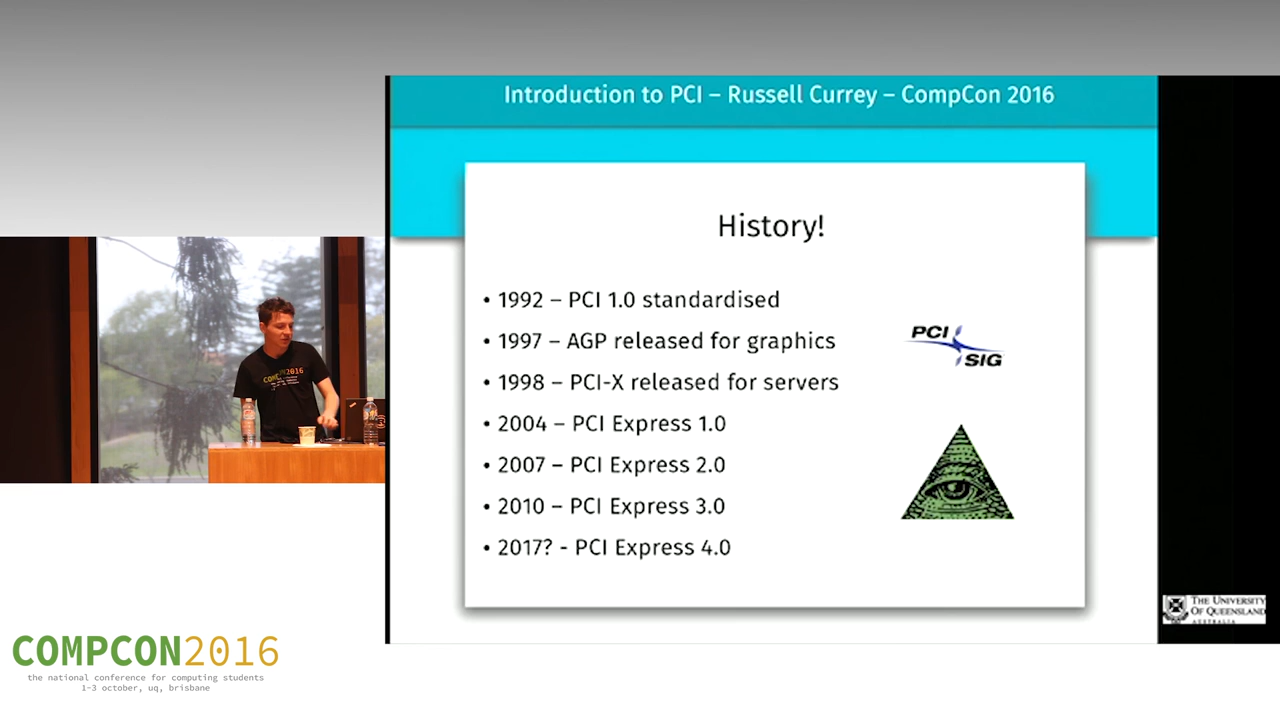 Introduction to PCI – Russell Currey – CompCon 2016
History!
• 1992 – PCI 1.0 standardised
• 1997 – AGP released for graphics
• 1998 – PCI-X released for servers
• 2004 – PCI Express 1.0
• 2007 – PCI Express 2.0
• 2010 – PCI Express 3.0
• 2017? - PCI Express 4.0
PCI
SIG
COMPCON2016
THE UNIVERSITY
OF QUEENSLAND
AUSTRALIA
COMPCON2016
the national conference for computing students
1-3 october, uq, brisbane